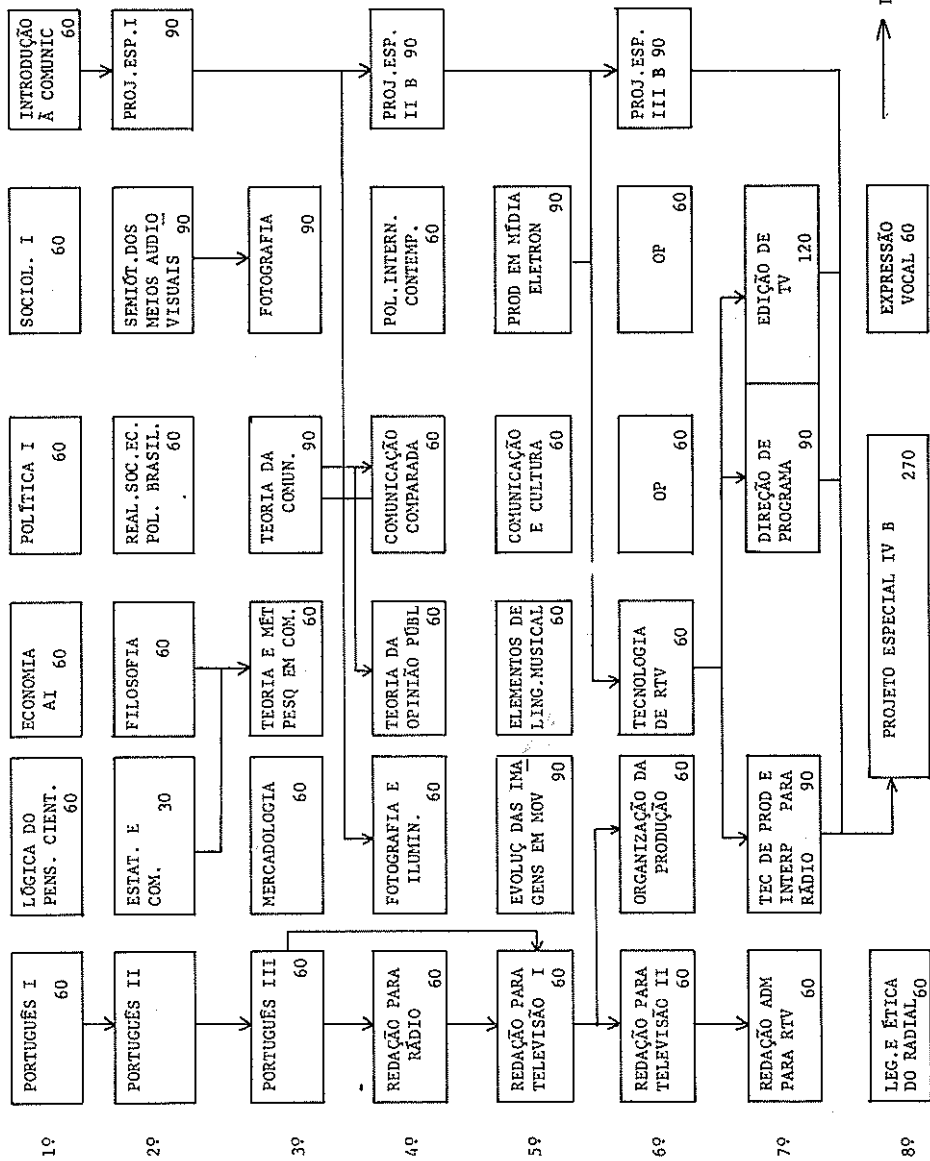 1º
PORTUGUÊS I
60
LÓGICA DO
PENS. CIENT.
60
ECONOMIA
AI 60
POLÍTICA I
60
SOCIOL. I
60
INTRODUÇÃO
À COMUNIC
60
2º
PORTUGUÊS II
ESTAT. E
COM. 30
FILOSOFIA
60
REAL.SOC.EC.
POL. BRASIL.
60
SEMIÓT.DOS
MEIOS AUDIO
VISUAIS 90
PROJ.ESP.I
90
3º
PORTUGUÊS III
60
MERCADOLOGIA
60
TEORIA E MÉT
PESQ EM COM.
60
TEORIA DA
COMUN. 90
FOTOGRAFIA
90
4º
REDAÇÃO PARA
RÁDIO 60
FOTOGRAFIA E
ILUMIN. 60
TEORIA DA
OPINIÃO PÚBL
60
COMUNICAÇÃO
COMPARADA
60
POL.INTERN.
CONTEMP.
60
PROJ.ESP.
II B 90
5º
REDAÇÃO PARA
TELEVISÃO I
60
EVOLUÇ DAS IMA
GENS EM MOV
90
ELEMENTOS DE
LING.MUSICAL
60
COMUNICAÇÃO
E CULTURA
60
PROD EM MÍDIA
ELETRON 90
6º
REDAÇÃO PARA
TELEVISÃO II
60
ORGANIZAÇÃO DA
PRODUÇÃO
60
TECNOLOGIA
DE RTV 60
OP
60
OP
60
PROJ.ESP.
III B 90
7º
REDAÇÃO ADM
PARA RTV
60
TEC DE PROD E
INTERP PARA
RÁDIO 90
DIREÇÃO DE
PROGRAMA
90
EDIÇÃO DE
TV 120
8º
LEG.E ÉTICA
DO RADIAL.
60
PROJETO ESPECIAL IV B
270
EXPRESSÃO
VOCAL 60